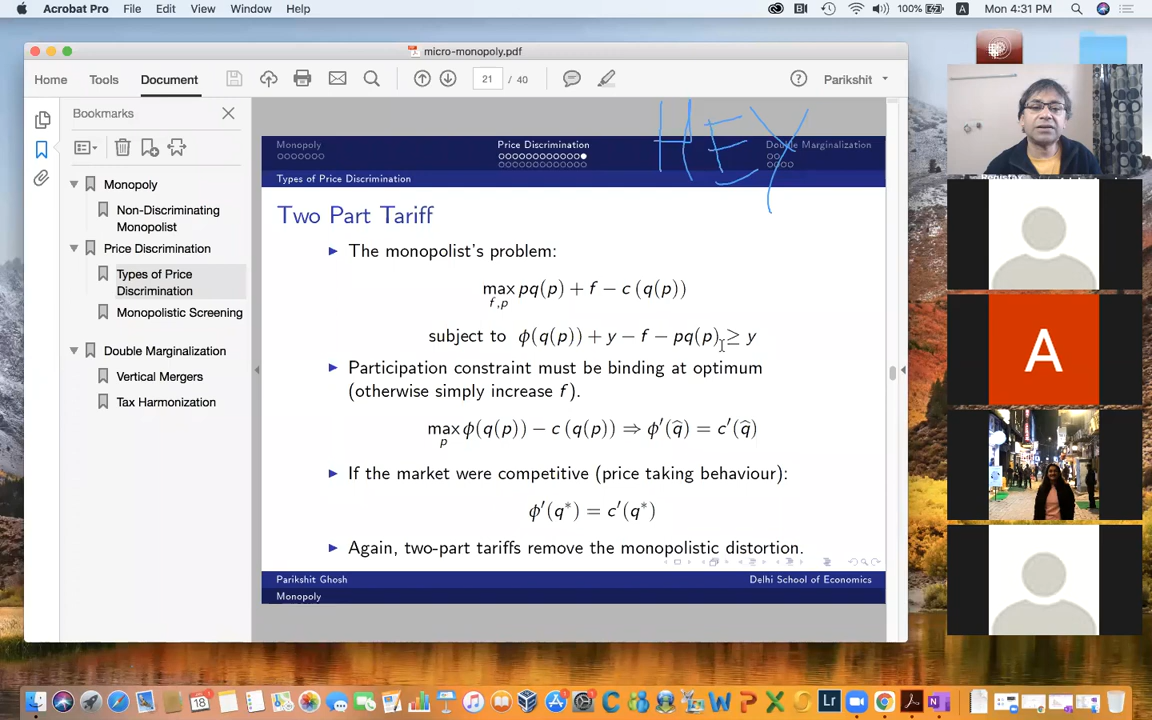 Acrobat Pro File Edit View Window Help 100% A Mon 4:31 PM
micro-monopoly.pdf
Home Tools Document 21 / 40 Parikshit
Bookmarks
Monopoly
Non-Discriminating
Monopolist
Price Discrimination
Types of Price
Discrimination
Monopolistic Screening
Double Marginalization
Vertical Mergers
Tax Harmonization
HEY
Monopoly Price Discrimination Double Marginalization
Types of Price Discrimination
Two Part Tariff
► The monopolist's problem:
max pq(p) + f − c (q(p))
f,p
subject to ϕ(q(p)) + y − f − pq(p) ≥ y
► Participation constraint must be binding at optimum
(otherwise simply increase f).
max ϕ(q(p)) − c (q(p)) ⇒ ϕ′(q̂) = c′(q̂)
p
► If the market were competitive (price taking behaviour):
ϕ′(q*) = c′(q*)
► Again, two-part tariffs remove the monopolistic distortion.
Parikshit Ghosh Delhi School of Economics
Monopoly
A
18
Lr